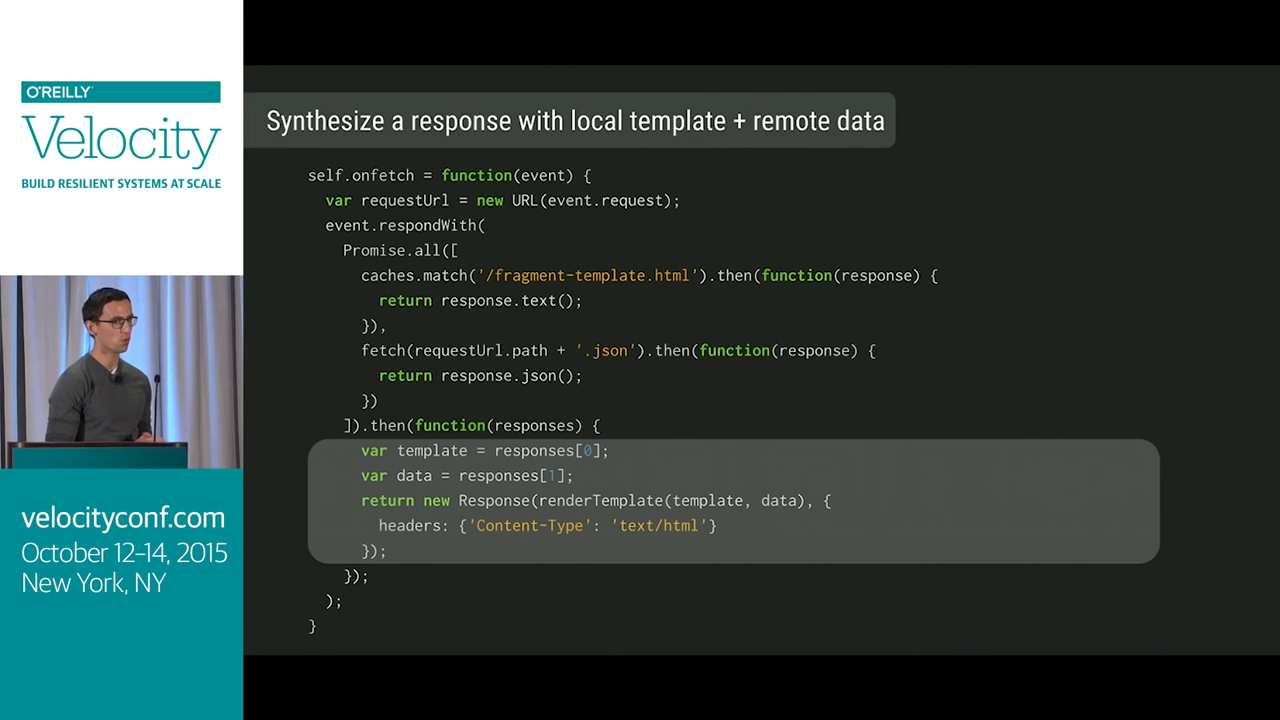 O'REILLY
Velocity
BUILD RESILIENT SYSTEMS AT SCALE
velocityconf.com
October 12–14, 2015
New York, NY
Synthesize a response with local template + remote data
self.onfetch = function(event) {
  var requestUrl = new URL(event.request);
  event.respondWith(
    Promise.all([
      caches.match('/fragment-template.html').then(function(response) {
        return response.text();
      }),
      fetch(requestUrl.path + '.json').then(function(response) {
        return response.json();
      })
    ]).then(function(responses) {
      var template = responses[0];
      var data = responses[1];
      return new Response(renderTemplate(template, data), {
        headers: {'Content-Type': 'text/html'}
      });
    });
  );
}